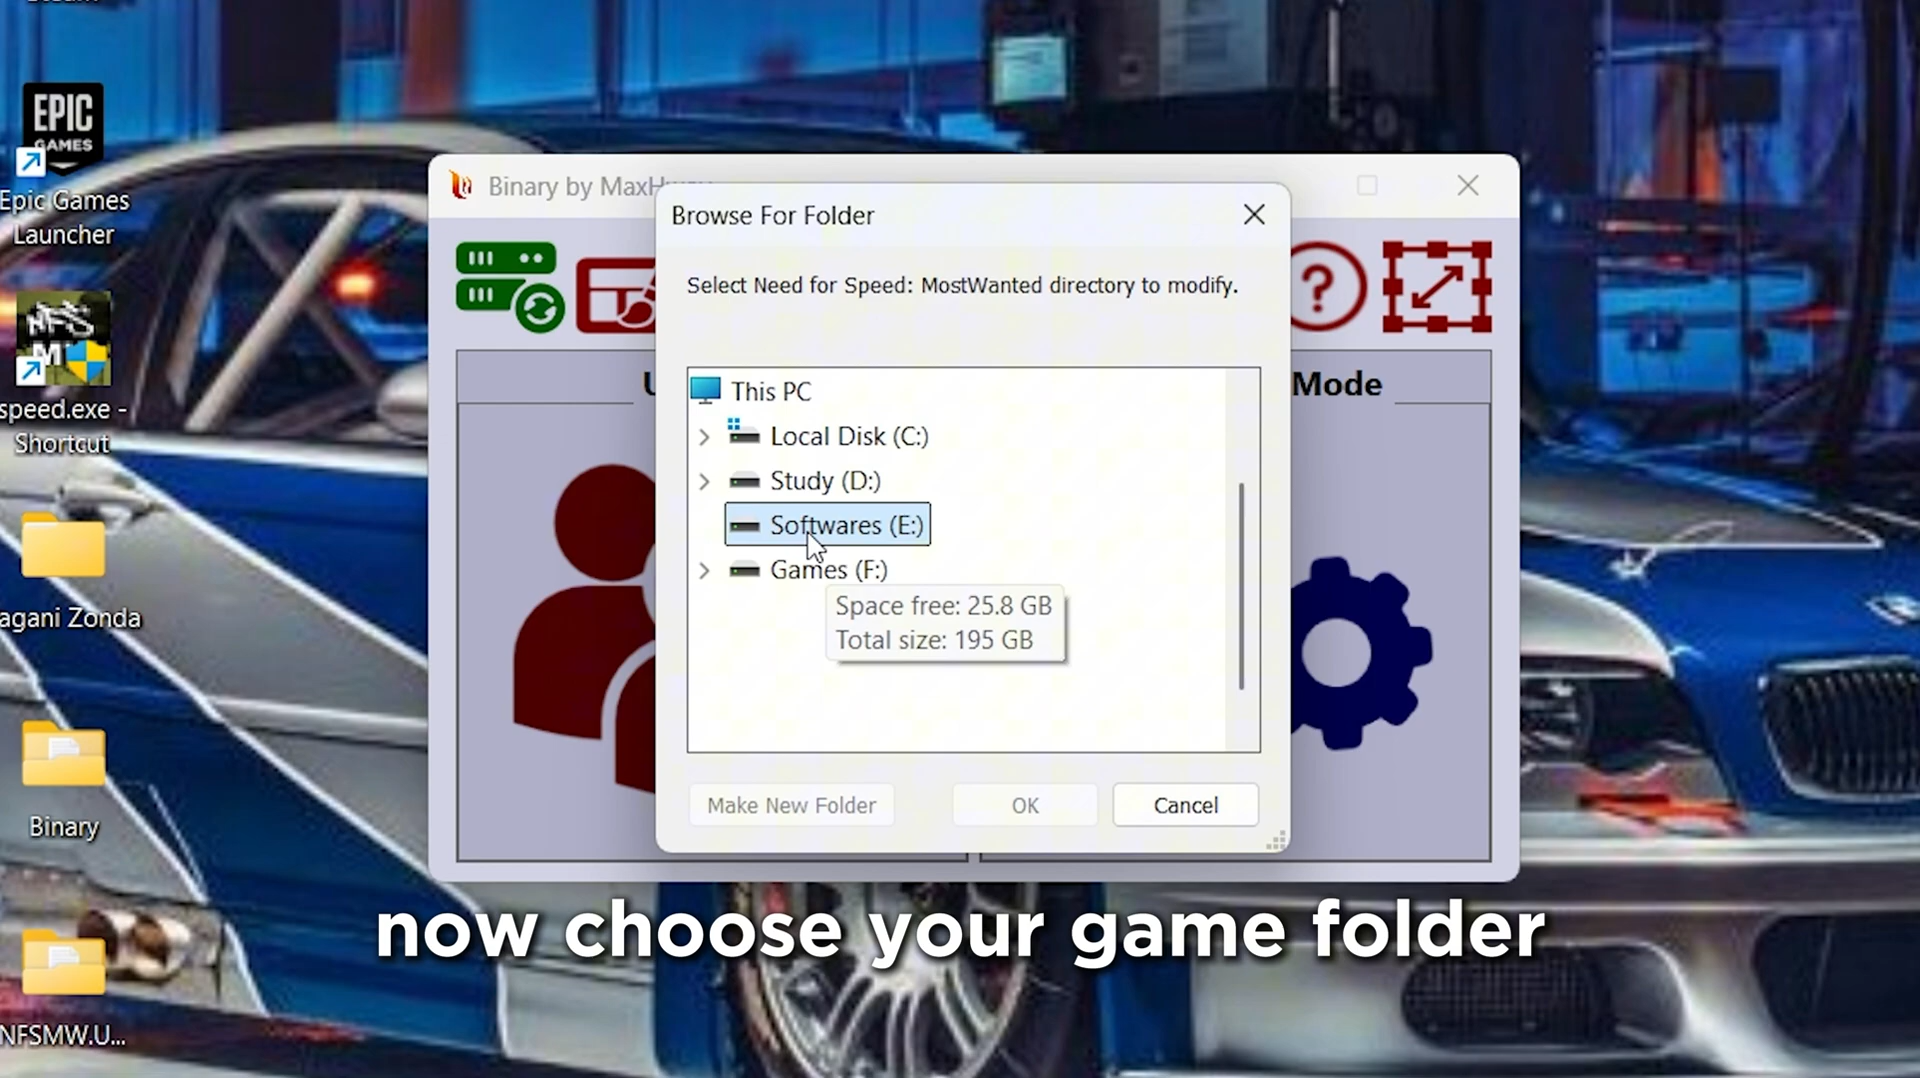 EPIC
GAMES
Epic Games
Launcher
NFS
M
speed.exe -
Shortcut
agani Zonda
Binary
NFSMW.U...
Binary by MaxH
Browse For Folder
Select Need for Speed: MostWanted directory to modify.
U
Mode
This PC
Local Disk (C:)
Study (D:)
Softwares (E:)
Games (F:)
Space free: 25.8 GB
Total size: 195 GB
Make New Folder
OK
Cancel
now choose your game folder